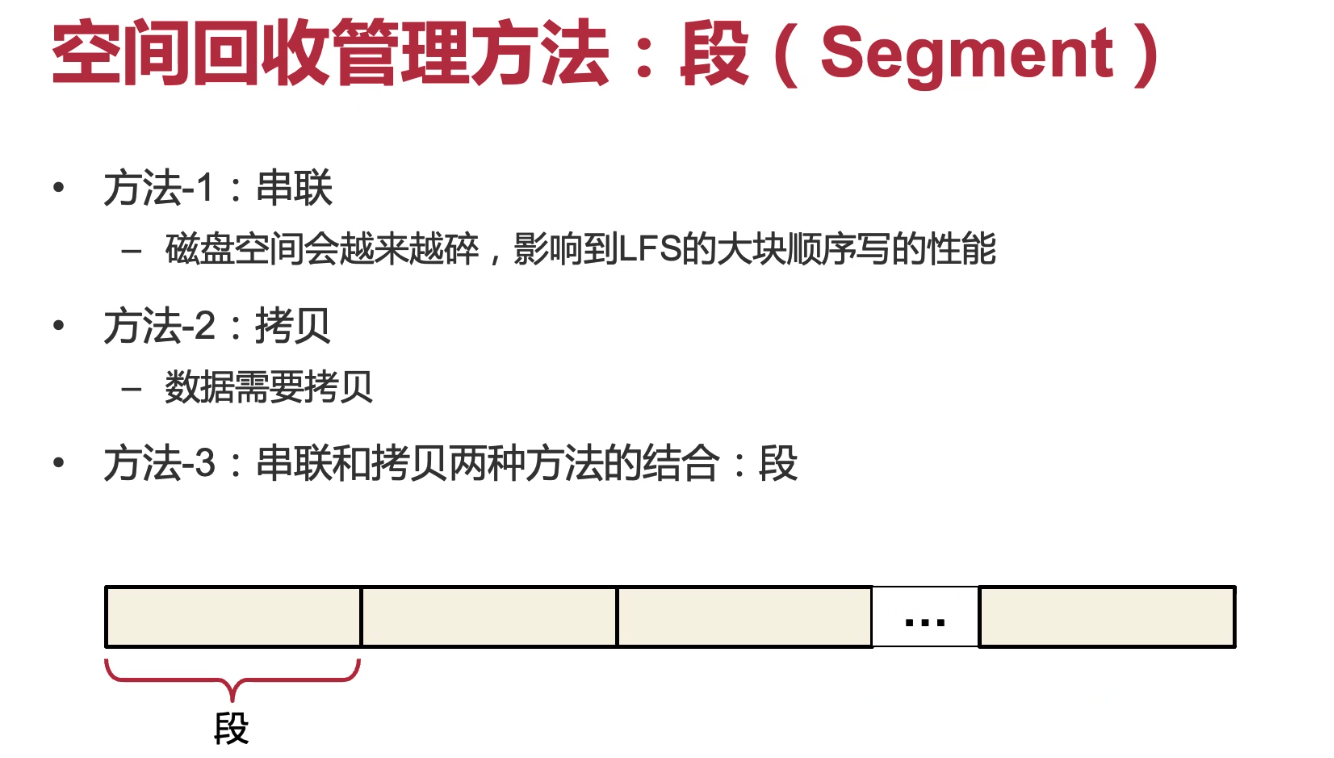 空间回收管理方法：段（Segment）
• 方法-1：串联
– 磁盘空间会越来越碎，影响到LFS的大块顺序写的性能
• 方法-2：拷贝
– 数据需要拷贝
• 方法-3：串联和拷贝两种方法的结合：段
...
段